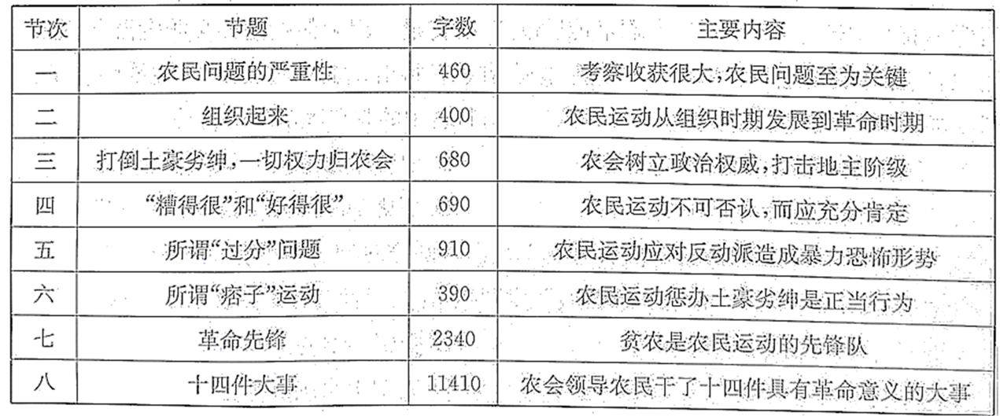 节次 节题 字数 主要内容
一 农民问题的严重性 460 考察收获很大,农民问题至为关键
二 组织起来 400 农民运动从组织时期发展到革命时期
三 打倒土豪劣绅,一切权力归农会 680 农会树立政治权威,打击地主阶级
四 “糟得很”和“好得很” 690 农民运动不可否认,而应充分肯定
五 所谓“过分”问题 910 农民运动应对反动派造成暴力恐怖形势
六 所谓“痞子”运动 390 农民运动惩办土豪劣绅是正当行为
七 革命先锋 2340 贫农是农民运动的先锋队
八 十四件大事 11410 农会领导农民干了十四件具有革命意义的大事